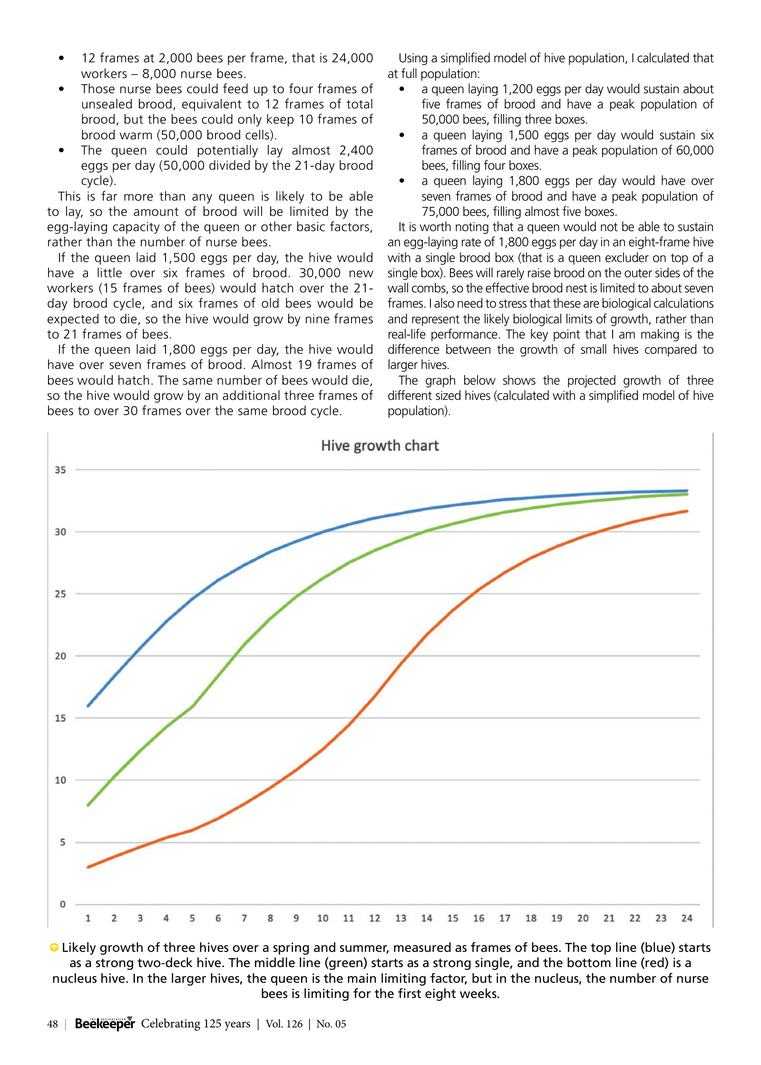 • 12 frames at 2,000 bees per frame, that is 24,000
workers – 8,000 nurse bees.
• Those nurse bees could feed up to four frames of
unsealed brood, equivalent to 12 frames of total
brood, but the bees could only keep 10 frames of
brood warm (50,000 brood cells).
• The queen could potentially lay almost 2,400
eggs per day (50,000 divided by the 21-day brood
cycle).
This is far more than any queen is likely to be able
to lay, so the amount of brood will be limited by the
egg-laying capacity of the queen or other basic factors,
rather than the number of nurse bees.
If the queen laid 1,500 eggs per day, the hive would
have a little over six frames of brood. 30,000 new
workers (15 frames of bees) would hatch over the 21-
day brood cycle, and six frames of old bees would be
expected to die, so the hive would grow by nine frames
to 21 frames of bees.
If the queen laid 1,800 eggs per day, the hive would
have over seven frames of brood. Almost 19 frames of
bees would hatch. The same number of bees would die,
so the hive would grow by an additional three frames of
bees to over 30 frames over the same brood cycle.
Using a simplified model of hive population, I calculated that
at full population:
• a queen laying 1,200 eggs per day would sustain about
five frames of brood and have a peak population of
50,000 bees, filling three boxes.
• a queen laying 1,500 eggs per day would sustain six
frames of brood and have a peak population of 60,000
bees, filling four boxes.
• a queen laying 1,800 eggs per day would have over
seven frames of brood and have a peak population of
75,000 bees, filling almost five boxes.
It is worth noting that a queen would not be able to sustain
an egg-laying rate of 1,800 eggs per day in an eight-frame hive
with a single brood box (that is a queen excluder on top of a
single box). Bees will rarely raise brood on the outer sides of the
wall combs, so the effective brood nest is limited to about seven
frames. I also need to stress that these are biological calculations
and represent the likely biological limits of growth, rather than
real-life performance. The key point that I am making is the
difference between the growth of small hives compared to
larger hives.
The graph below shows the projected growth of three
different sized hives (calculated with a simplified model of hive
population).
Hive growth chart
35
30
25
20
15
10
5
0
1 2 3 4 5 6 7 8 9 10 11 12 13 14 15 16 17 18 19 20 21 22 23 24
Likely growth of three hives over a spring and summer, measured as frames of bees. The top line (blue) starts
as a strong two-deck hive. The middle line (green) starts as a strong single, and the bottom line (red) is a
nucleus hive. In the larger hives, the queen is the main limiting factor, but in the nucleus, the number of nurse
bees is limiting for the first eight weeks.
48 | Beekeeper Celebrating 125 years | Vol. 126 | No. 05